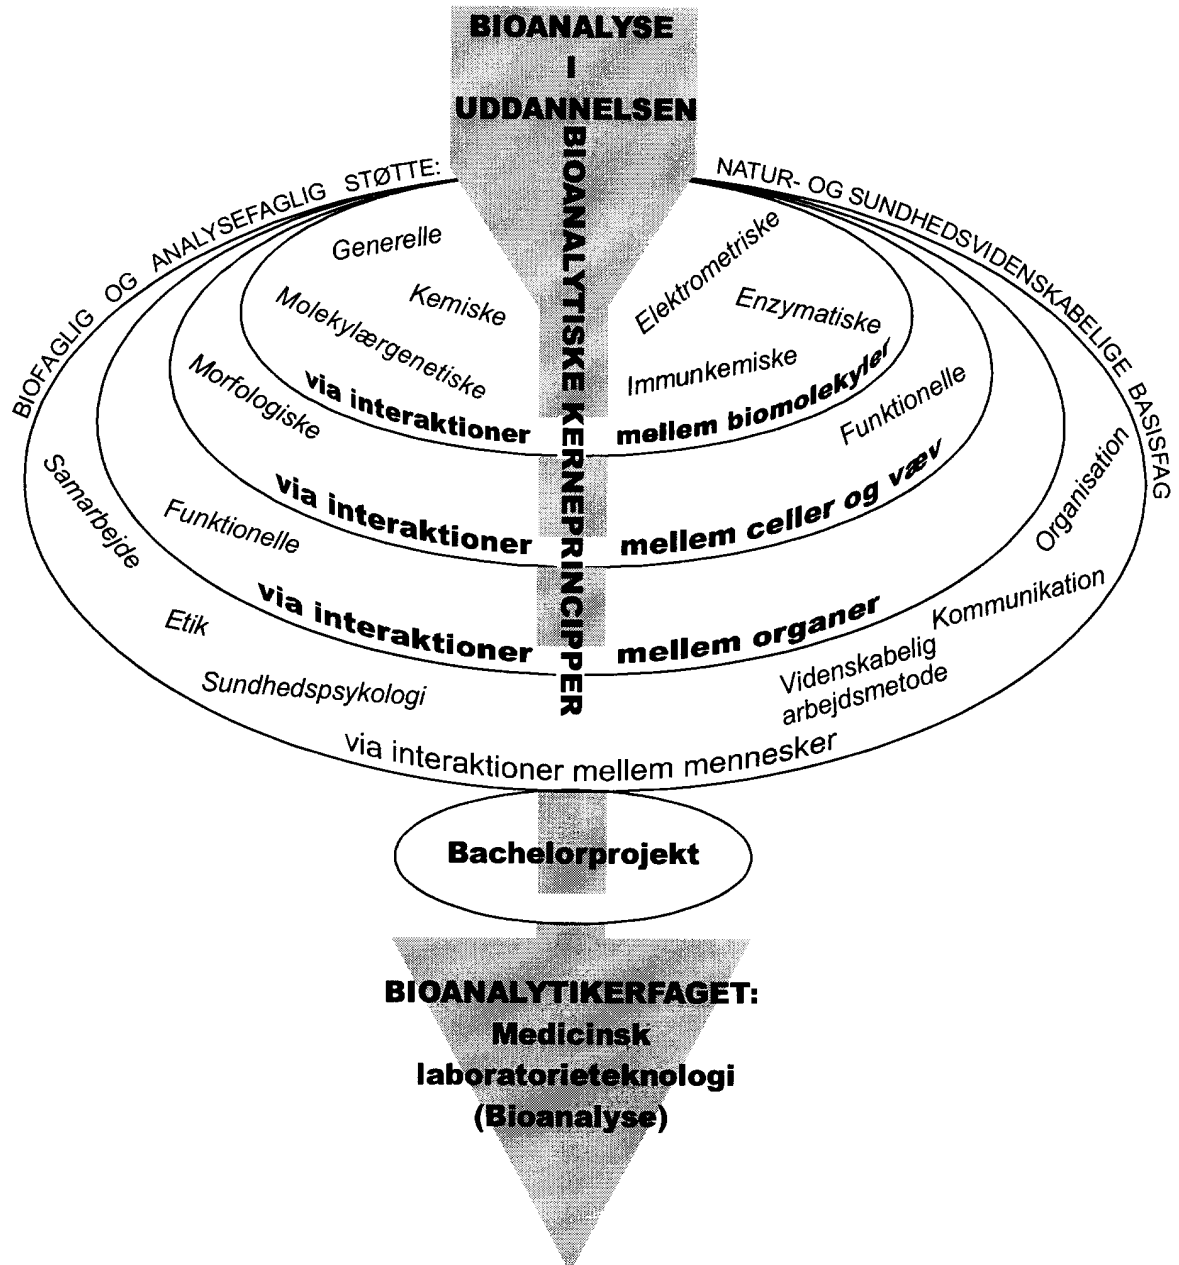 BIOANALYSE
I
UDDANNELSEN
BIOANALYTISKE KERNEPRINCIPPER
BIOFAGLIG OG ANALYSEFAGLIG STØTTE:
NATUR- OG SUNDHEDSVIDENSKABELIGE BASISFAG
Generelle
Kemiske
Molekylærgenetiske
Elektrometriske
Enzymatiske
Immunkemiske
via interaktioner
mellem biomolekyler
Morfologiske
Funktionelle
via interaktioner
mellem celler og væv
Funktionelle
via interaktioner
mellem organer
Samarbejde
Etik
Sundhedspsykologi
Organisation
Kommunikation
Videnskabelig
arbejdsmetode
via interaktioner mellem mennesker
Bachelorprojekt
BIOANALYTIKERFAGET:
Medicinsk
laboratorieteknologi
(Bioanalyse)